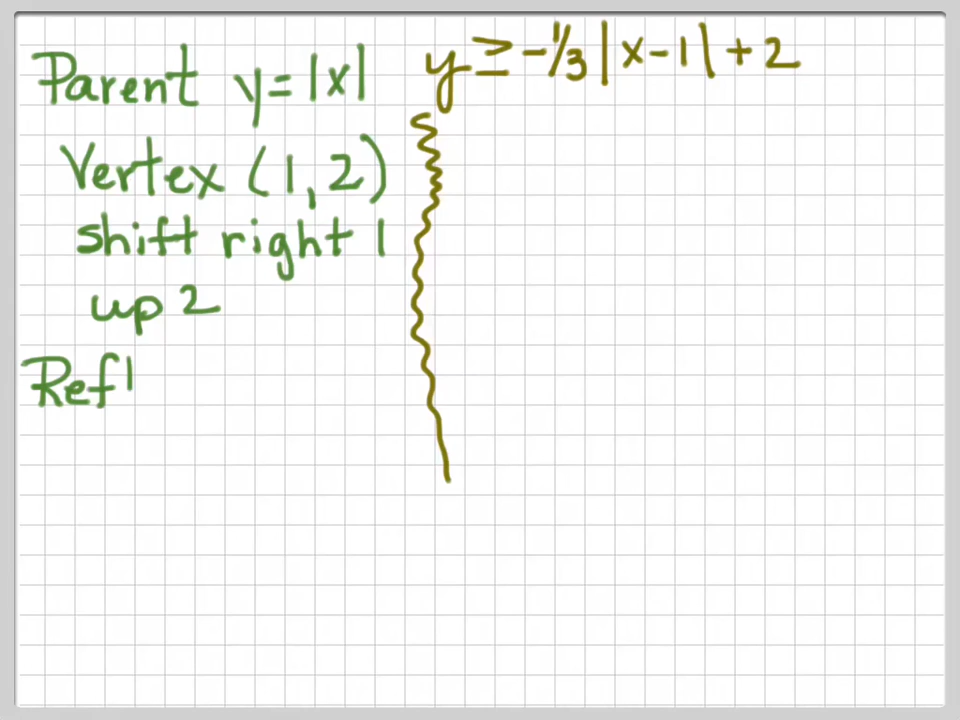 Parent y=|x|
Vertex (1,2)
shift right 1
up 2
Refl
y ≥ -1/3|x-1|+2